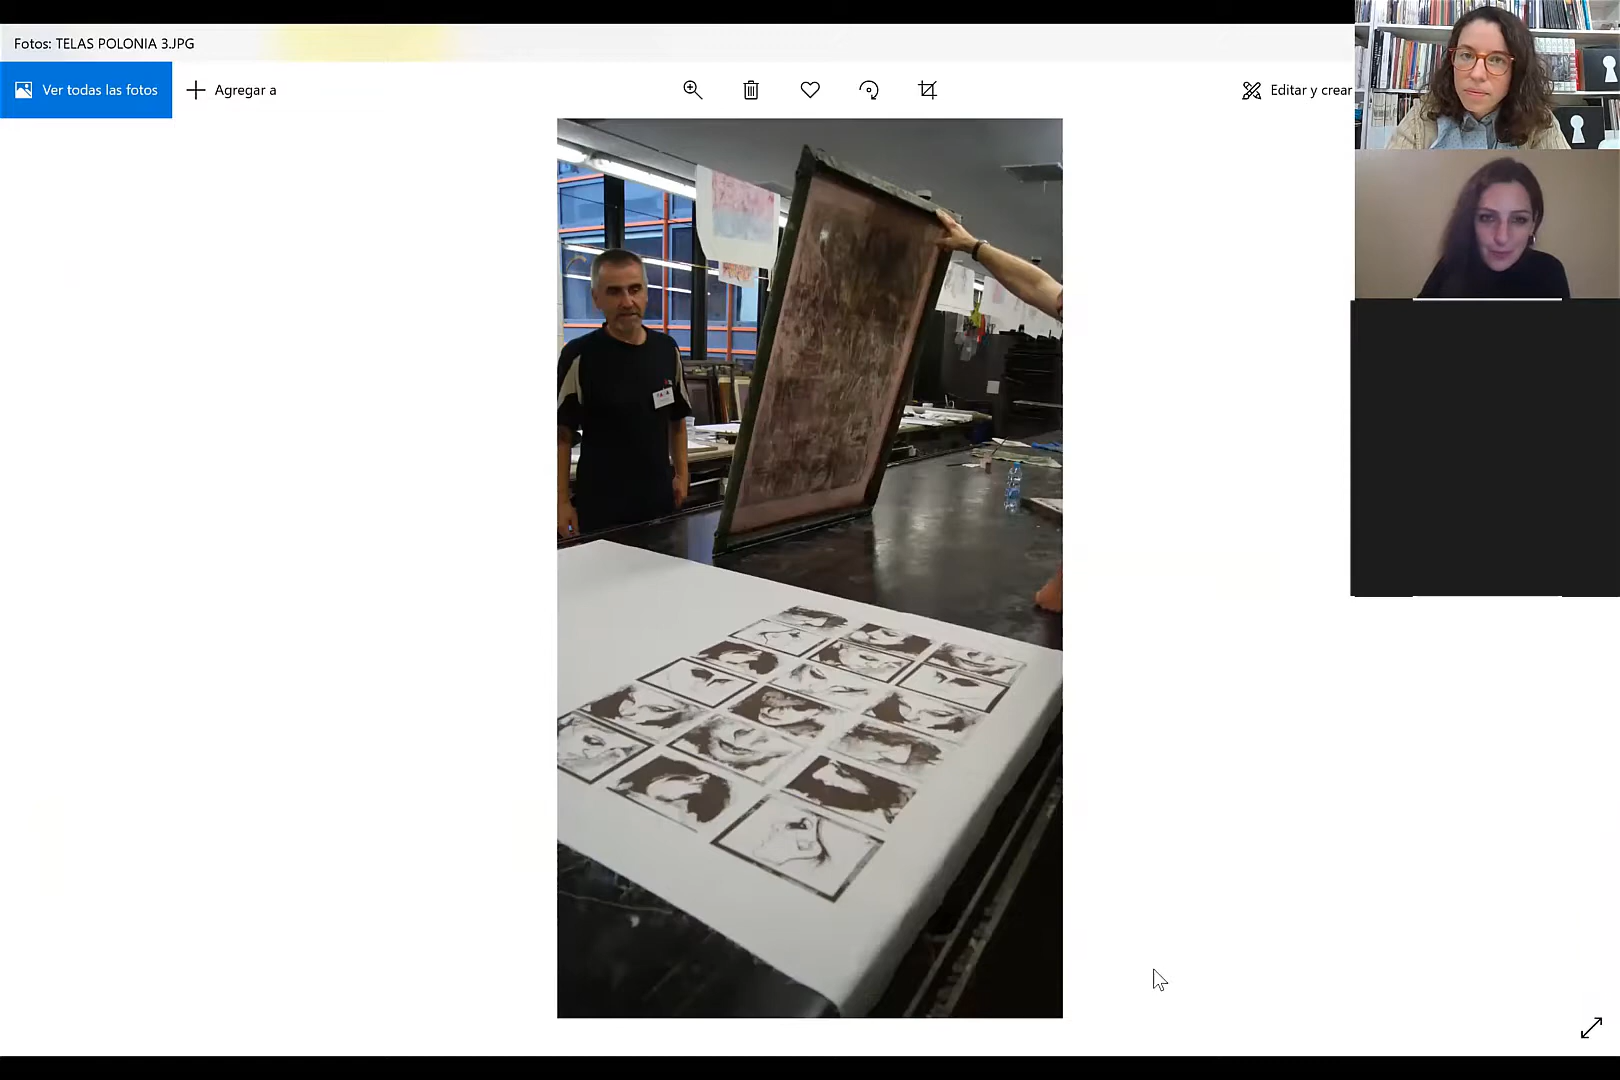 Fotos: TELAS POLONIA 3.JPG
Ver todas las fotos
Agregar a
Editar y crear